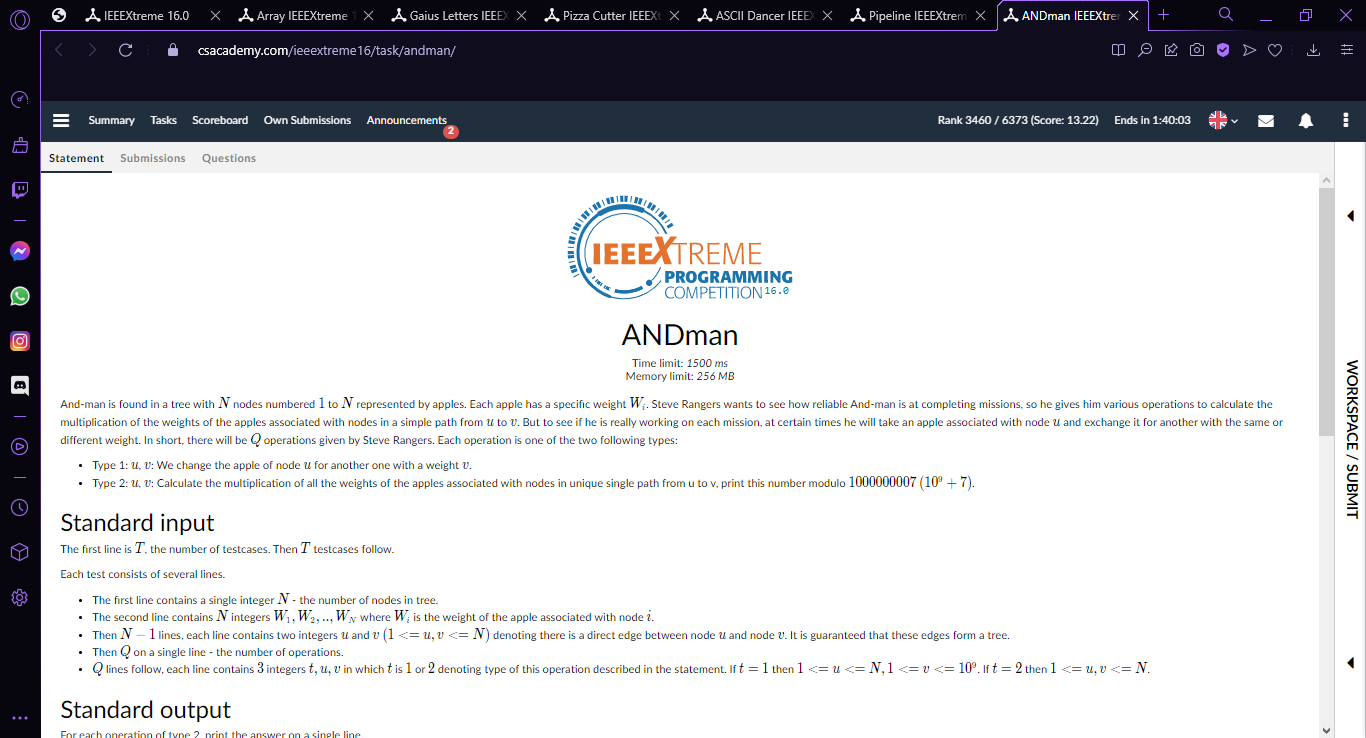 IEEEXtreme 16.0
Array IEEEXtreme 1
Gaius Letters IEEEX
Pizza Cutter IEEEXt
ASCII Dancer IEEEX
Pipeline IEEEXtrem
ANDman IEEEXtrem
csacademy.com/ieeextreme16/task/andman/
Summary Tasks Scoreboard Own Submissions Announcements 2 Rank 3460 / 6373 (Score: 13.22) Ends in 1:40:03
Statement Submissions Questions
IEEEXTREME
PROGRAMMING
COMPETITION 16.0
ANDman
Time limit: 1500 ms
Memory limit: 256 MB
And-man is found in a tree with N nodes numbered 1 to N represented by apples. Each apple has a specific weight Wᵢ. Steve Rangers wants to see how reliable And-man is at completing missions, so he gives him various operations to calculate the
multiplication of the weights of the apples associated with nodes in a simple path from u to v. But to see if he is really working on each mission, at certain times he will take an apple associated with node u and exchange it for another with the same or
different weight. In short, there will be Q operations given by Steve Rangers. Each operation is one of the two following types:
• Type 1: u, v: We change the apple of node u for another one with a weight v.
• Type 2: u, v: Calculate the multiplication of all the weights of the apples associated with nodes in unique single path from u to v, print this number modulo 1000000007 (10⁹ + 7).
Standard input
The first line is T, the number of testcases. Then T testcases follow.
Each test consists of several lines.
• The first line contains a single integer N - the number of nodes in tree.
• The second line contains N integers W₁, W₂, .., W_N where Wᵢ is the weight of the apple associated with node i.
• Then N − 1 lines, each line contains two integers u and v (1 <= u, v <= N) denoting there is a direct edge between node u and node v. It is guaranteed that these edges form a tree.
• Then Q on a single line - the number of operations.
• Q lines follow, each line contains 3 integers t, u, v in which t is 1 or 2 denoting type of this operation described in the statement. If t = 1 then 1 <= u <= N, 1 <= v <= 10⁹. If t = 2 then 1 <= u, v <= N.
Standard output
For each operation of type 2, print the answer on a single line
WORKSPACE / SUBMIT